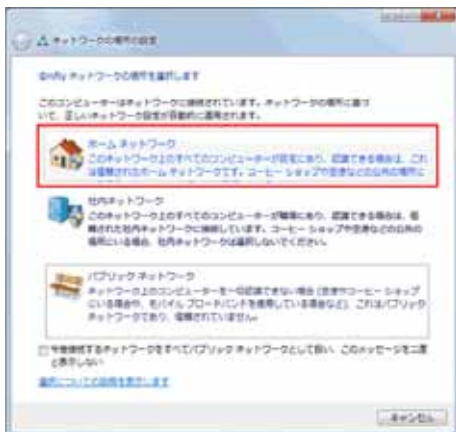 ネットワークの場所の設定
@nifty ネットワークの場所を選択します
このコンピューターはネットワークに接続されています。ネットワークの場所に基づ
いて、正しいネットワーク設定が自動的に適用されます。
ホーム ネットワーク
このネットワーク上のすべてのコンピューターが自宅にあり、認識できる場合は、これ
は信頼されたホーム ネットワークです。コーヒー ショップや空港などの公共の場所に
社内ネットワーク
このネットワーク上のすべてのコンピューターが職場にあり、認識できる場合は、信
頼された社内ネットワークに接続しています。コーヒー ショップや空港などの公共の
場所にいる場合、社内ネットワークは選択しないでください。
パブリック ネットワーク
ネットワーク上のコンピューターを一切認識できない場合 (空港やコーヒー ショップ
にいる場合や、モバイル ブロードバンドを使用している場合など)、これはパブリック
ネットワークであり、信頼されていません。
今後接続するネットワークをすべてパブリック ネットワークとして扱い、このメッセージを二度
と表示しない
選択についての説明を表示します
キャンセル